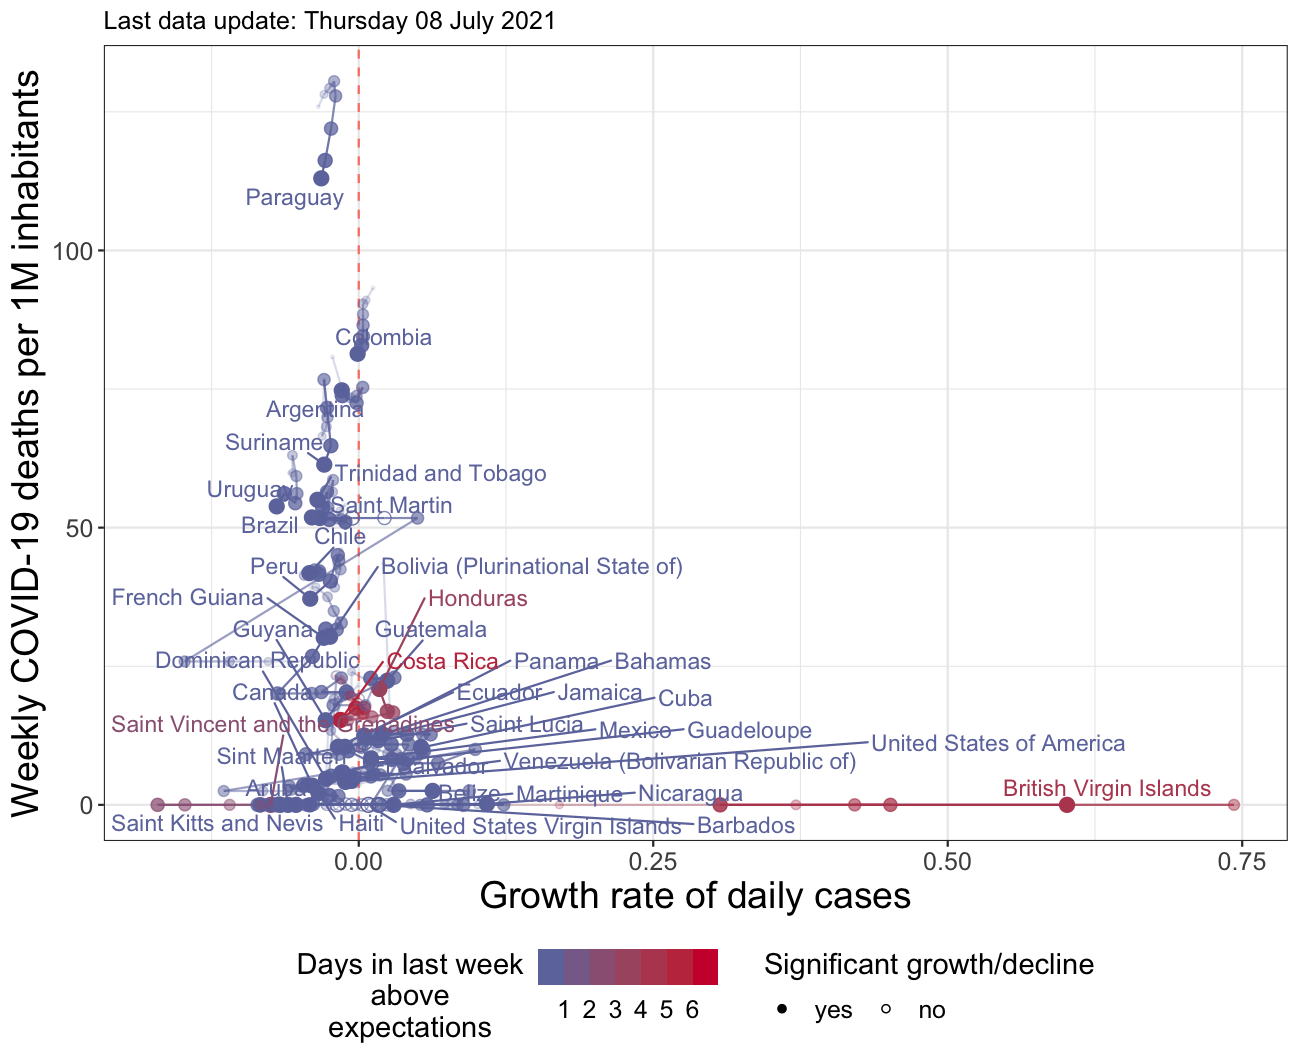 Last data update: Thursday 08 July 2021
Weekly COVID-19 deaths per 1M inhabitants
100
50
0
Paraguay
Colombia
Argentina
Suriname
Trinidad and Tobago
Uruguay
Saint Martin
Brazil
Chile
Peru
Bolivia (Plurinational State of)
French Guiana
Honduras
Guyana
Guatemala
Dominican Republic
Costa Rica
Panama
Bahamas
Canada
Ecuador
Jamaica
Cuba
Saint Vincent and the Grenadines
Saint Lucia
Mexico
Guadeloupe
United States of America
Sint Maarten
Salvador
Venezuela (Bolivarian Republic of)
Aruba
Belize
Martinique
Nicaragua
British Virgin Islands
Saint Kitts and Nevis
Haiti
United States Virgin Islands
Barbados
0.00
0.25
0.50
0.75
Growth rate of daily cases
Days in last week
above
expectations
1 2 3 4 5 6
Significant growth/decline
yes
no